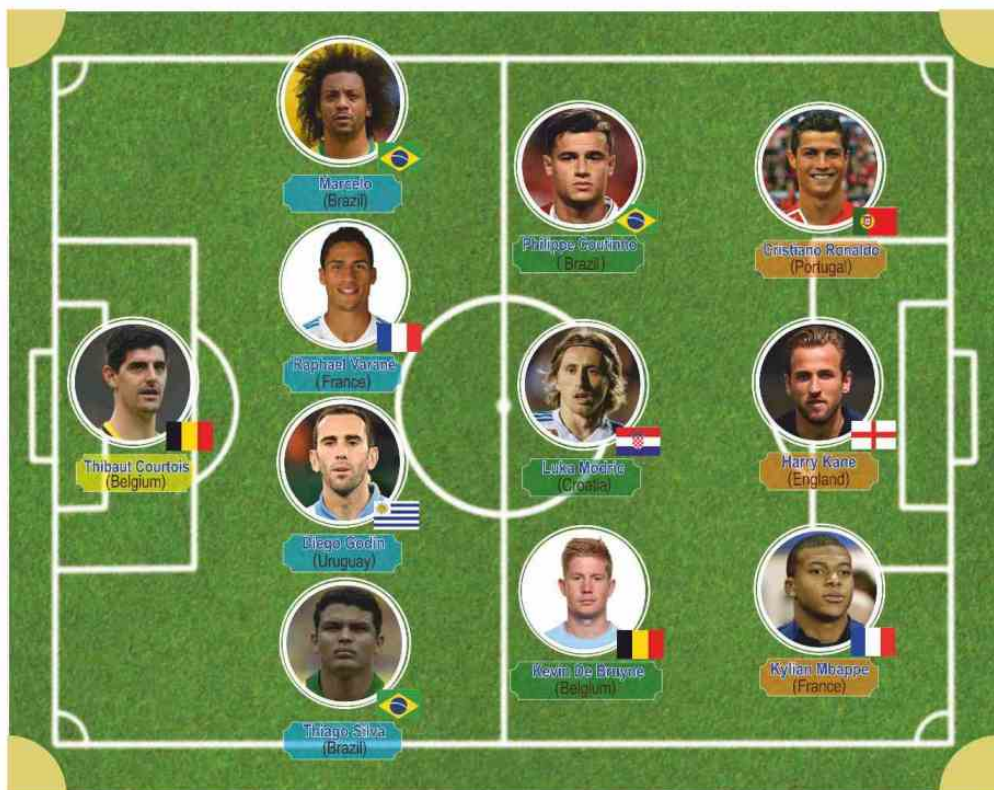 Marcelo
(Brazil)
Philippe Coutinho
(Brazil)
Cristiano Ronaldo
(Portugal)
Raphael Varane
(France)
Thibaut Courtois
(Belgium)
Luka Modric
(Croatia)
Harry Kane
(England)
Diego Godin
(Uruguay)
Kevin De Bruyne
(Belgium)
Kylian Mbappe
(France)
Thiago Silva
(Brazil)